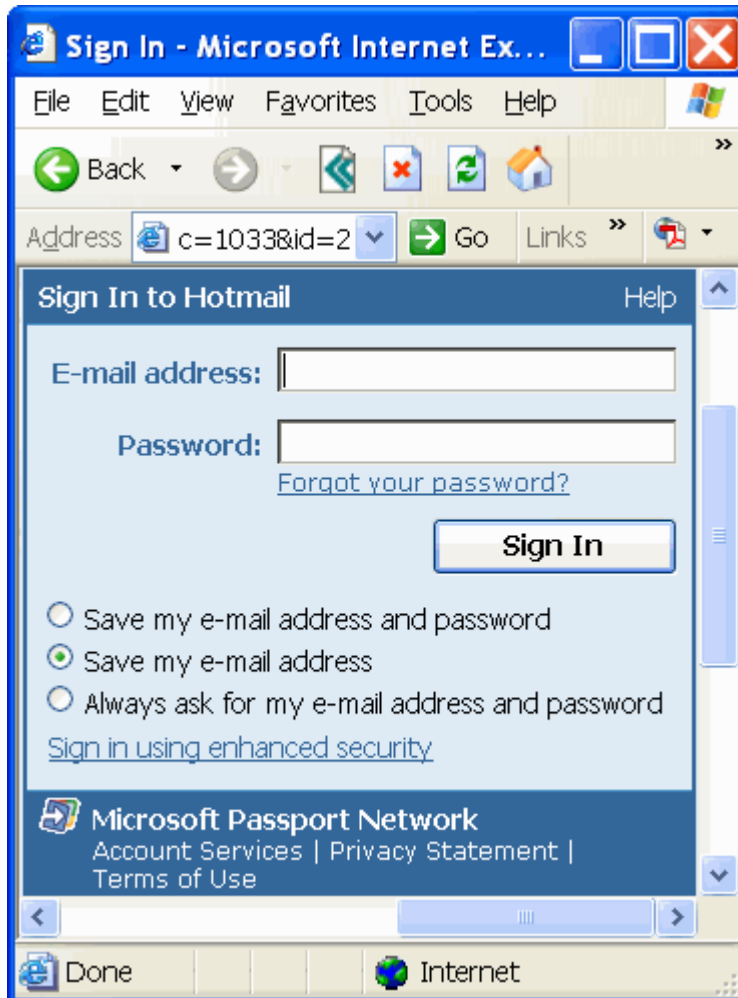 Sign In - Microsoft Internet Ex...
File Edit View Favorites Tools Help
Back »
Address c=1033&id=2 Go Links »
Sign In to Hotmail Help
E-mail address:
Password:
Forgot your password?
Sign In
Save my e-mail address and password
Save my e-mail address
Always ask for my e-mail address and password
Sign in using enhanced security
Microsoft Passport Network
Account Services | Privacy Statement |
Terms of Use
Done Internet